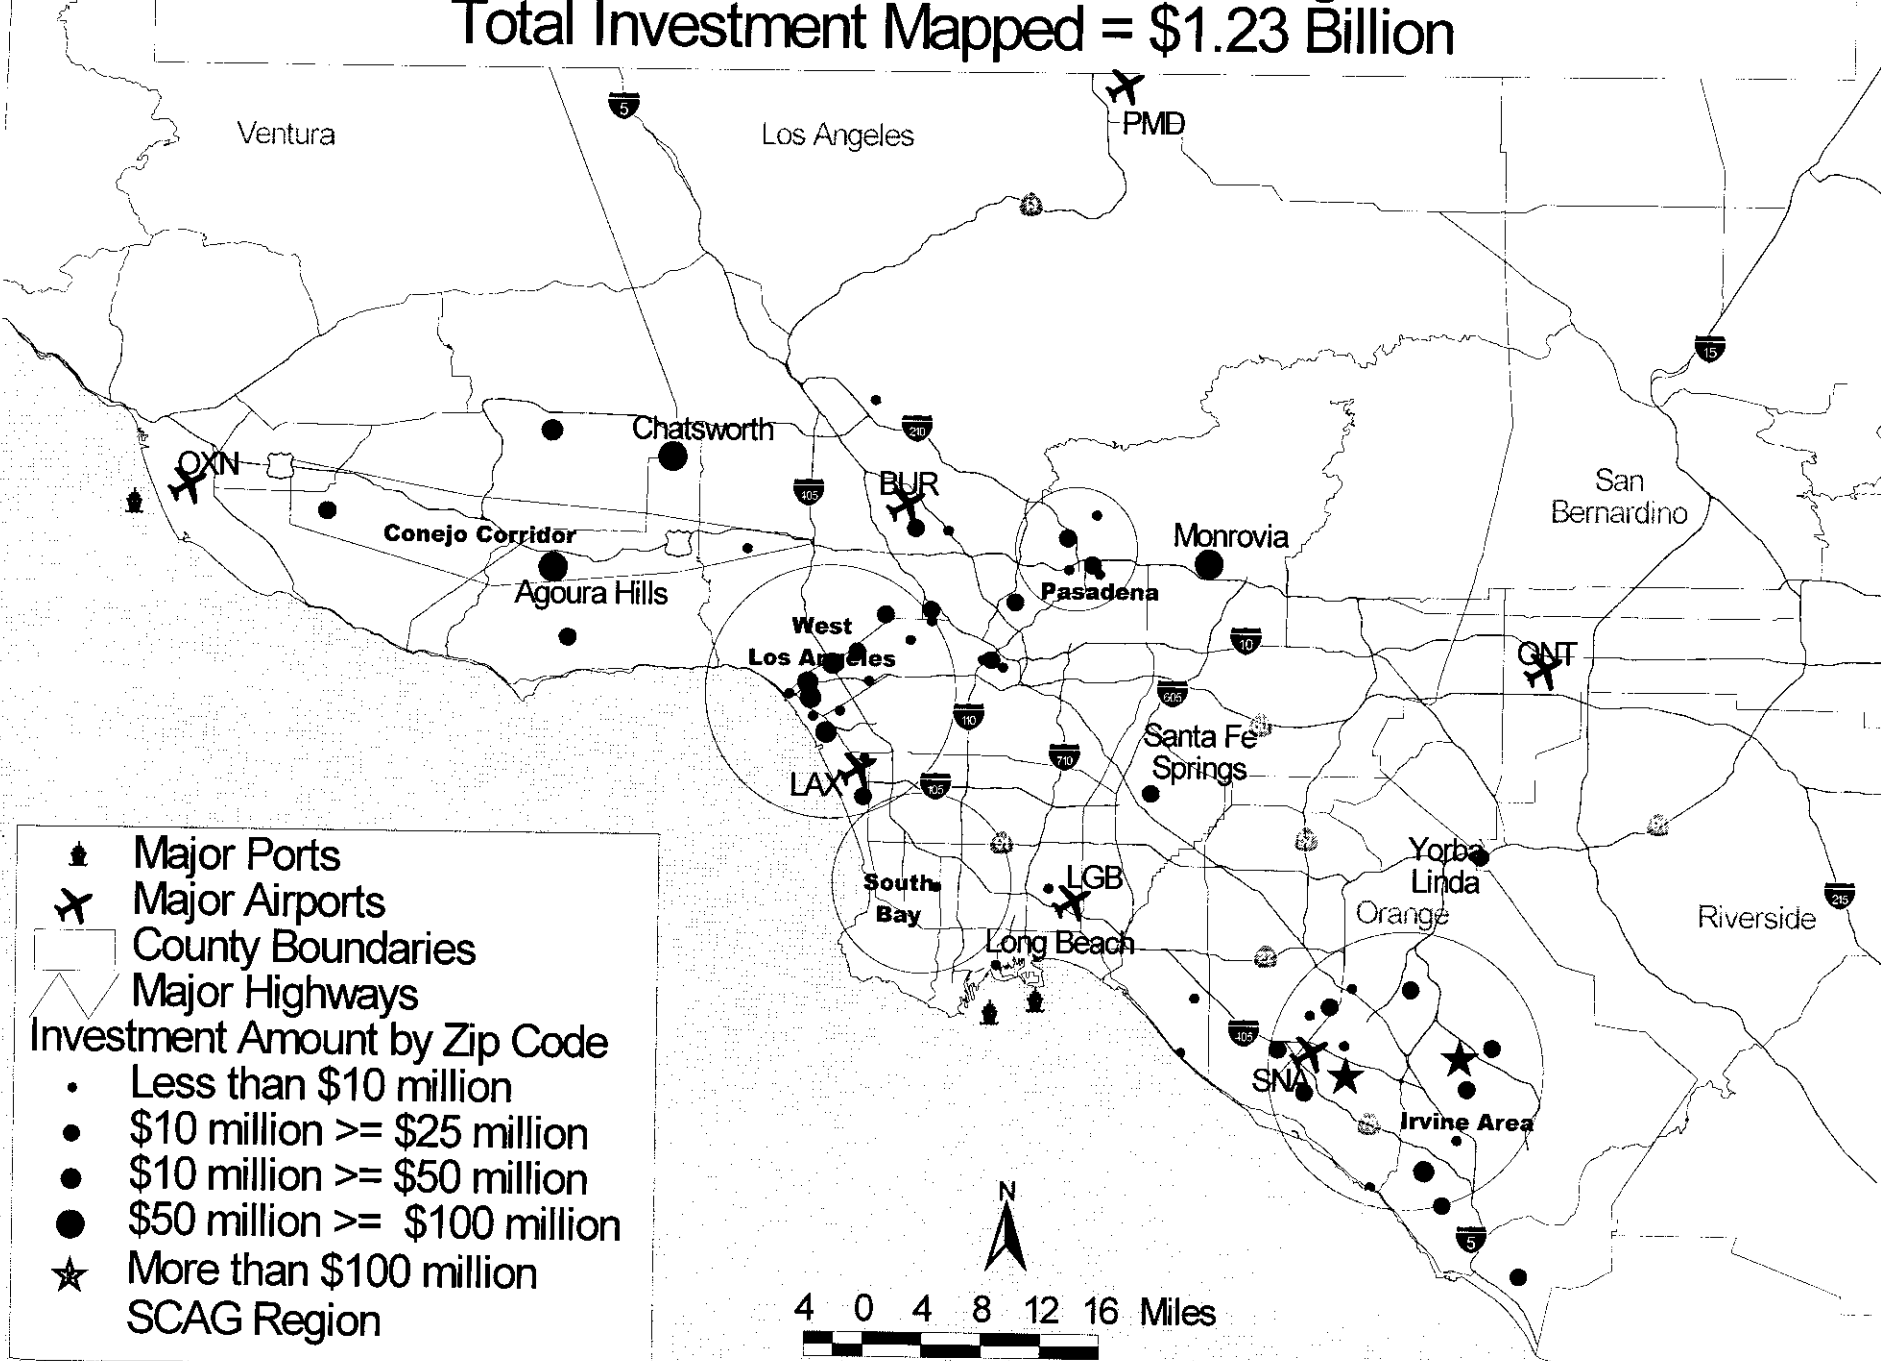 Total Investment Mapped = $1.23 Billion
PMD
5
Ventura
Los Angeles
15
Chatsworth
210
OXN
BUR
405
San
Bernardino
Conejo Corridor
Monrovia
Agoura Hills
Pasadena
West
Los Angeles
10
ONT
605
110
Santa Fe
Springs
710
LAX
105
Yorba
Linda
LGB
South
Bay
Orange
215
Riverside
Long Beach
22
405
SNA
Irvine Area
5
Major Ports
Major Airports
County Boundaries
Major Highways
Investment Amount by Zip Code
Less than $10 million
$10 million >= $25 million
$10 million >= $50 million
$50 million >= $100 million
More than $100 million
SCAG Region
N
4 0 4 8 12 16 Miles